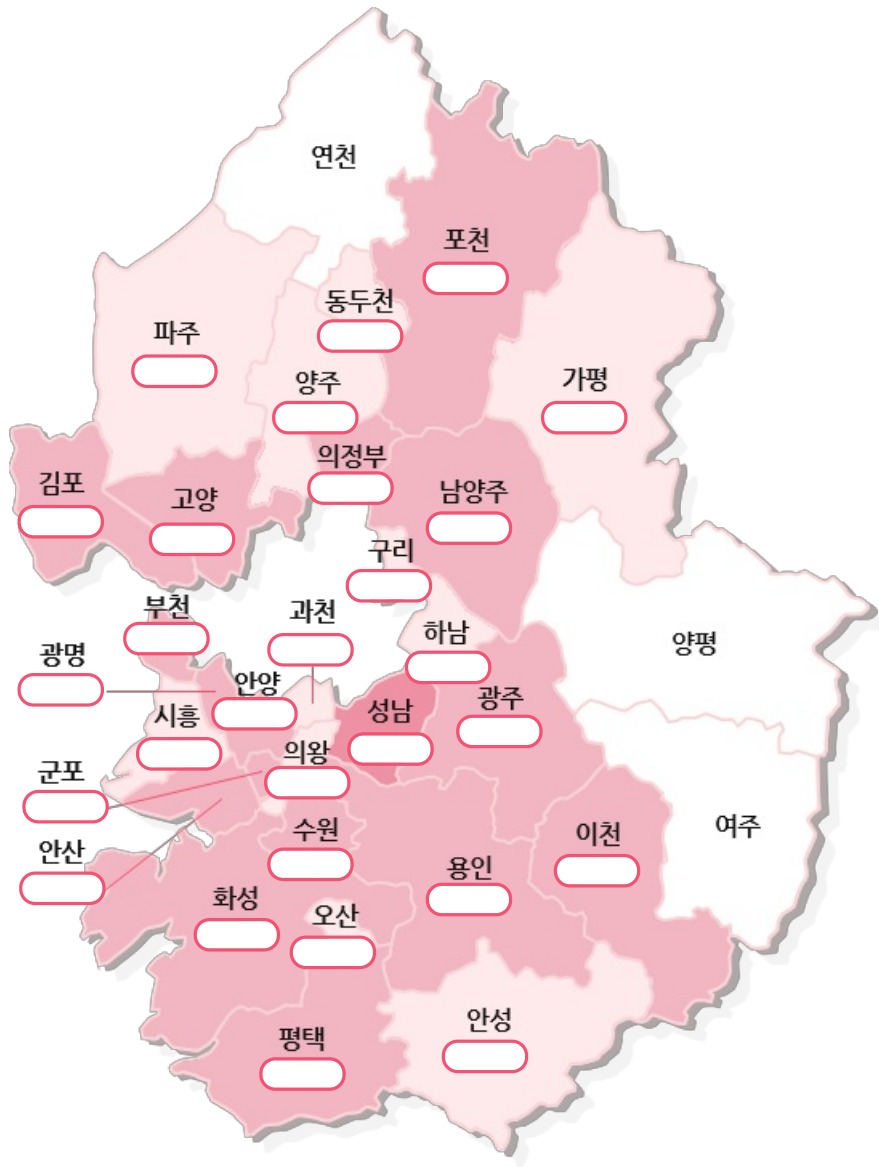 연천
포천
동두천
파주
양주
가평
의정부
김포
고양
남양주
구리
부천
과천
하남
양평
광명
안양
시흥
성남
광주
의왕
군포
수원
이천
여주
안산
용인
화성
오산
안성
평택